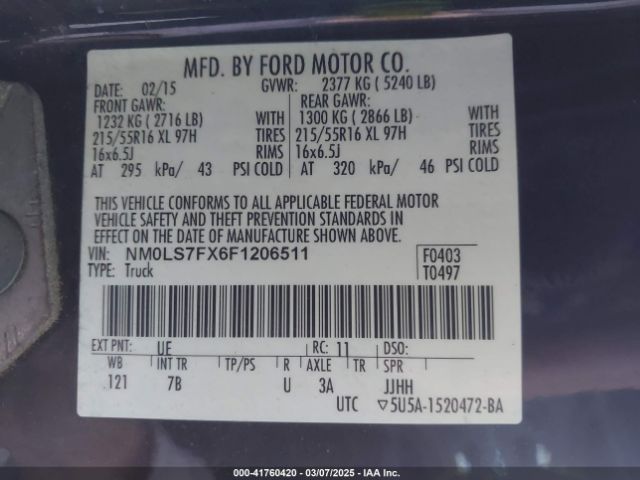 MFD. BY FORD MOTOR CO.
DATE: 02/15 GVWR: 2377 KG ( 5240 LB)
FRONT GAWR: REAR GAWR:
1232 KG ( 2716 LB) WITH 1300 KG ( 2866 LB) WITH
215/55R16 XL 97H TIRES 215/55R16 XL 97H TIRES
16x6.5J RIMS 16x6.5J RIMS
AT 295 kPa/ 43 PSI COLD AT 320 kPa/ 46 PSI COLD
THIS VEHICLE CONFORMS TO ALL APPLICABLE FEDERAL MOTOR
VEHICLE SAFETY AND THEFT PREVENTION STANDARDS IN
EFFECT ON THE DATE OF MANUFACTURE SHOWN ABOVE.
VIN: NM0LS7FX6F1206511 F0403
TYPE: Truck T0497
EXT PNT: UE RC: 11 DSO:
WB INT TR TP/PS R AXLE TR SPR
121 7B U 3A JJHH
UTC ▽5U5A-1520472-BA
000-41760420 - 03/07/2025 - IAA Inc.